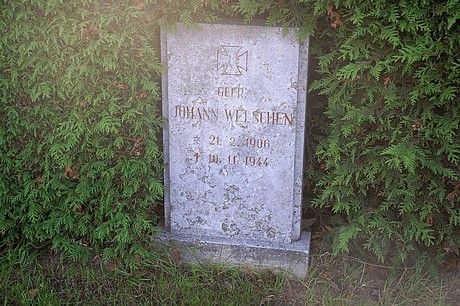 GEFR.
JOHANN WELSCHEN
* 21. 2. 1906
† 16. 11. 1944